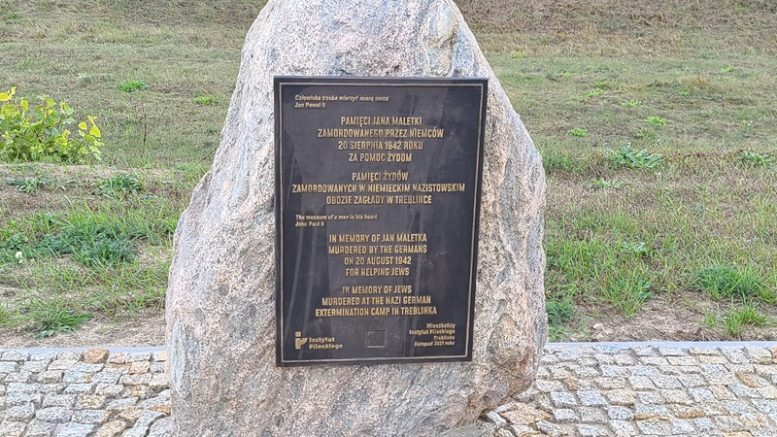 Człowieka trzeba mierzyć miarą serca
Jan Paweł II
PAMIĘCI JANA MALETKI
ZAMORDOWANEGO PRZEZ NIEMCÓW
20 SIERPNIA 1942 ROKU
ZA POMOC ŻYDOM
PAMIĘCI ŻYDÓW
ZAMORDOWANYCH W NIEMIECKIM NAZISTOWSKIM
OBOZIE ZAGŁADY W TREBLINCE
The measure of a man is his heart
John Paul II
IN MEMORY OF JAN MALETKA
MURDERED BY THE GERMANS
ON 20 AUGUST 1942
FOR HELPING JEWS
IN MEMORY OF JEWS
MURDERED AT THE NAZI GERMAN
EXTERMINATION CAMP IN TREBLINKA
Instytut
Pileckiego
Mieszkańcy
Instytut Pileckiego
Treblinka
listopad 2021 roku